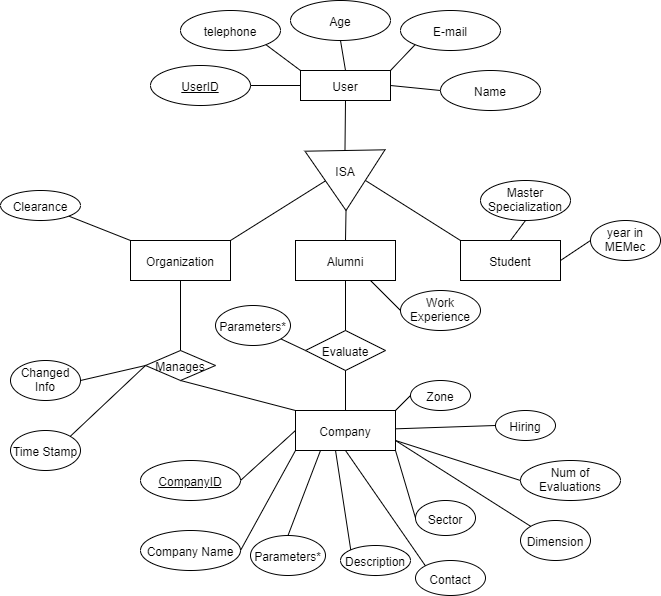 Age
telephone
E-mail
UserID
User
Name
ISA
Clearance
Master
Specialization
year in
MEMec
Organization
Alumni
Student
Work
Experience
Parameters*
Evaluate
Manages
Changed
Info
Zone
Hiring
Company
Time Stamp
CompanyID
Num of
Evaluations
Sector
Dimension
Company Name
Parameters*
Description
Contact